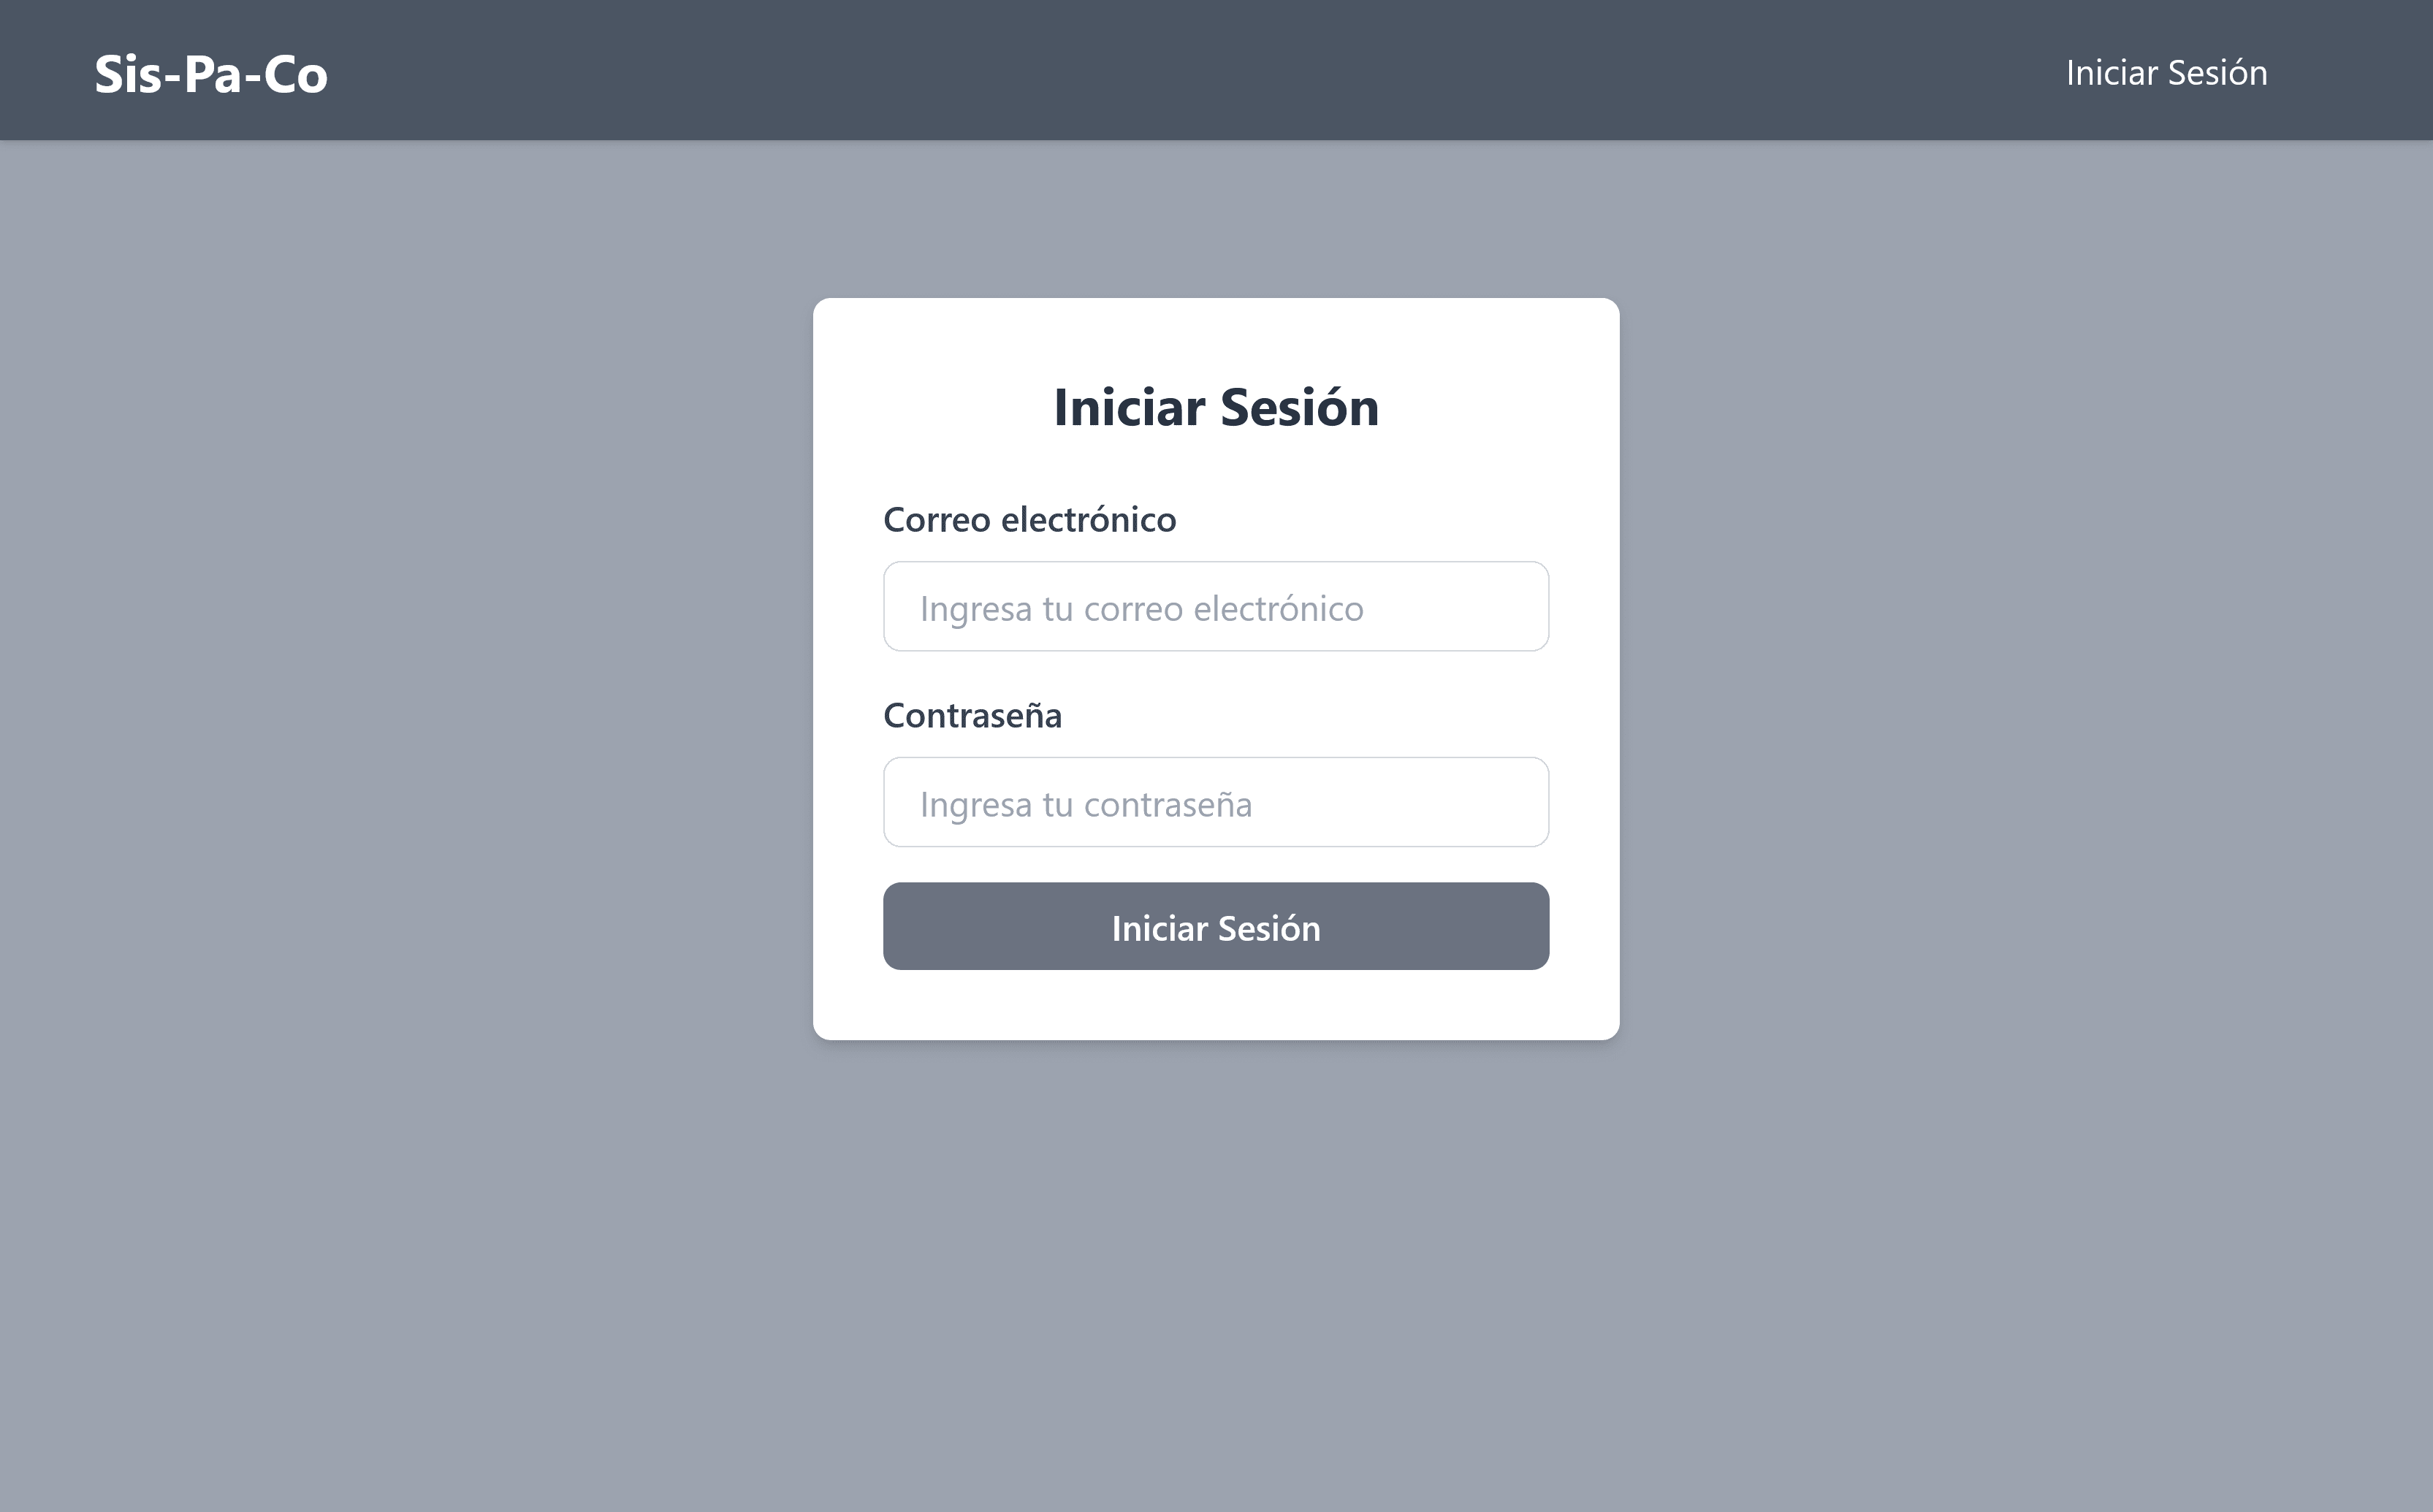 Sis-Pa-Co
Iniciar Sesión
Iniciar Sesión
Correo electrónico
Ingresa tu correo electrónico
Contraseña
Ingresa tu contraseña
Iniciar Sesión